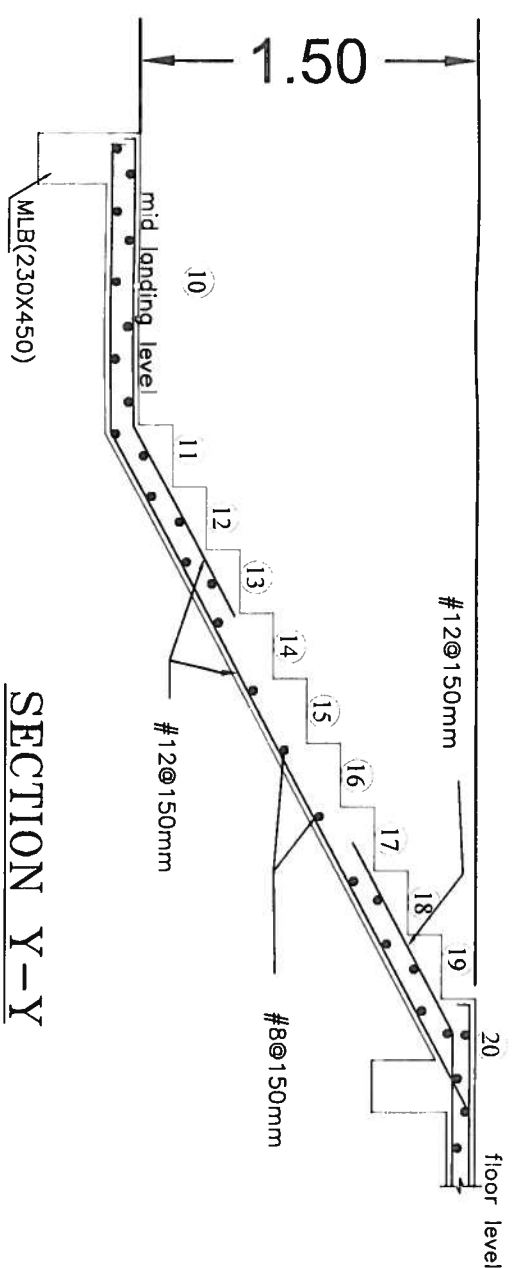 1.50
mid landing level
MLB(230X450)
10
11
12
13
14
15
16
17
18
19
20
floor level
#12@150mm
#12@150mm
#8@150mm
SECTION Y-Y